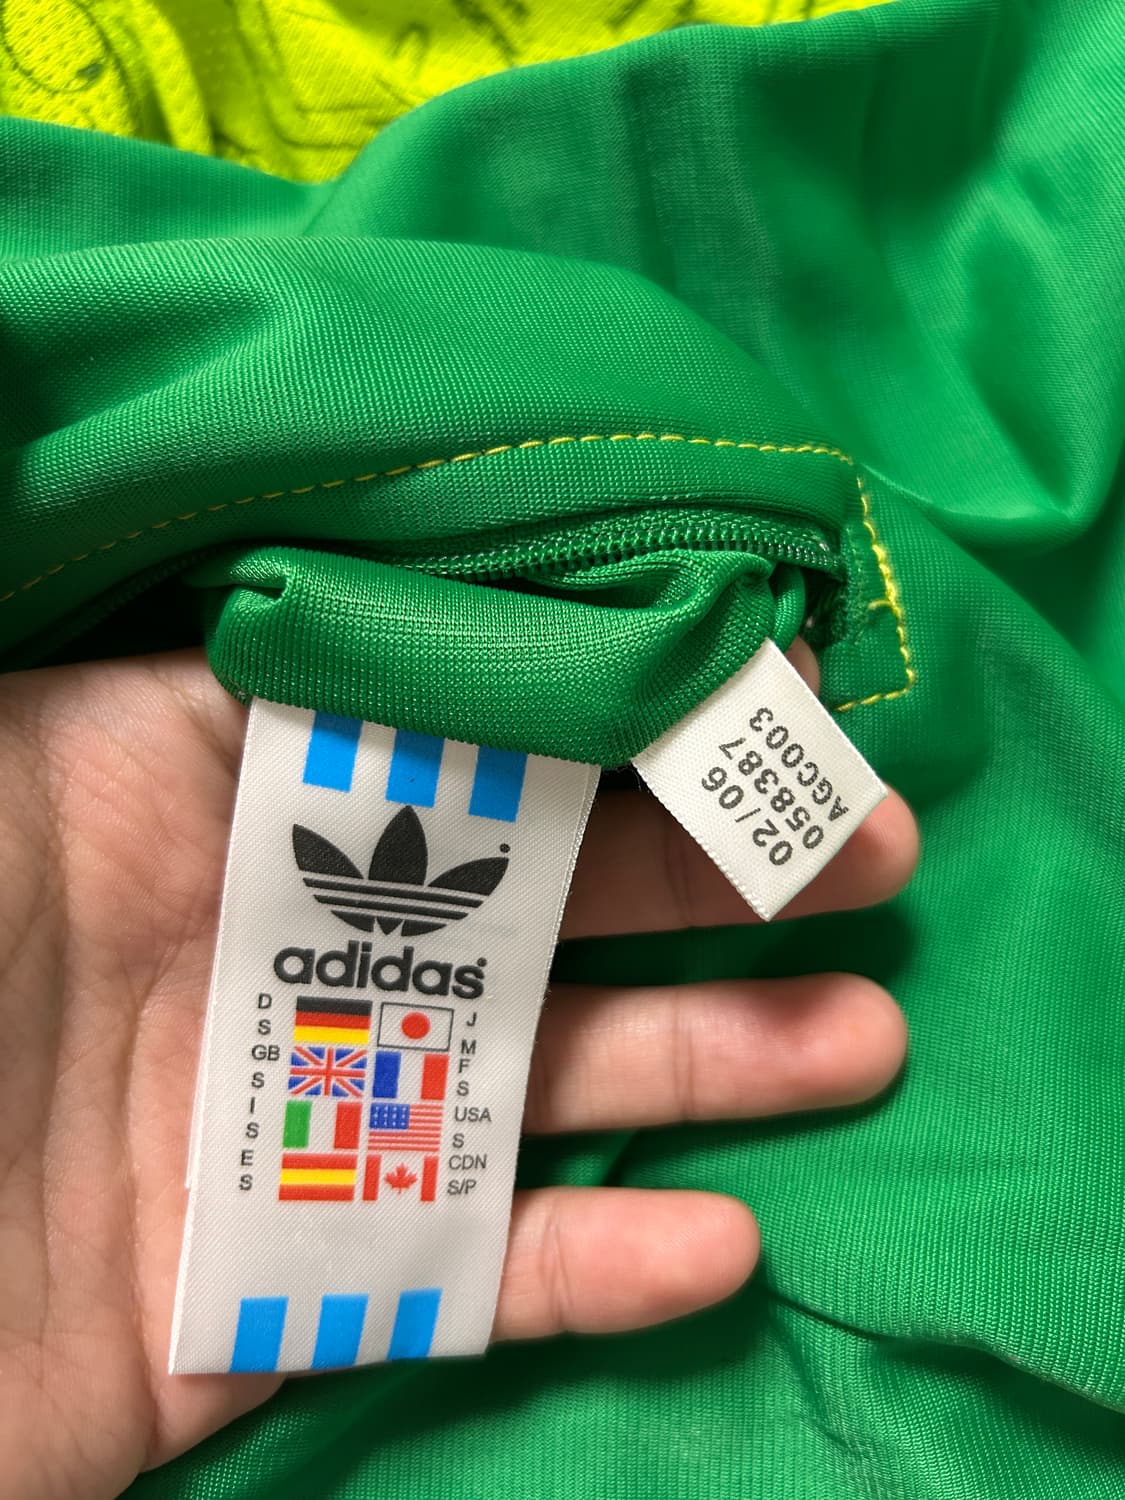 adidas
D
S
GB
S
I
S
E
S
J
M
F
S
USA
S
CDN
S/P
02/06
058387
AGC003